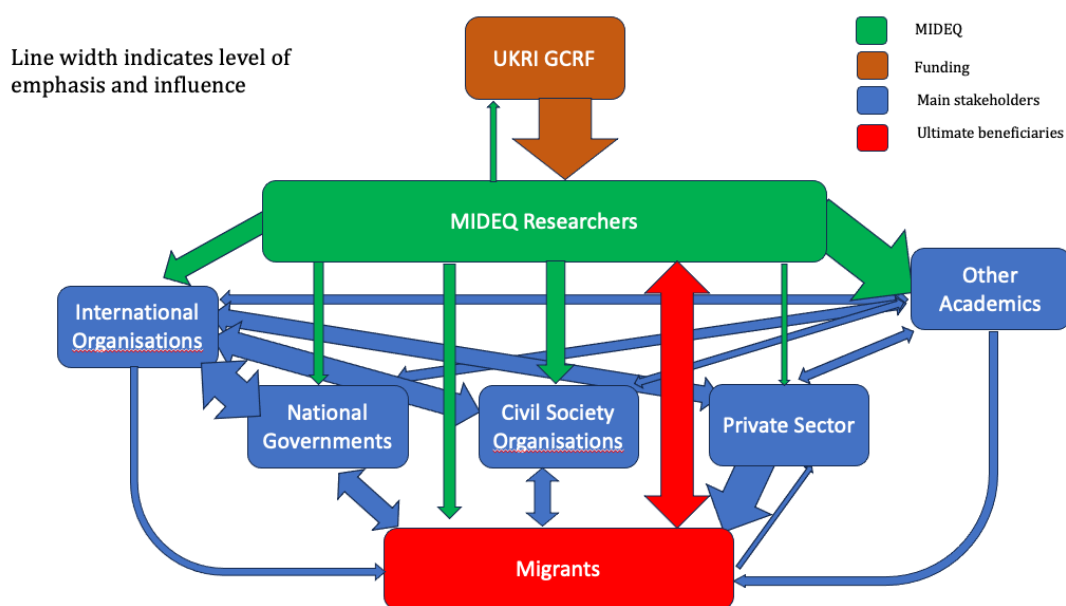 Line width indicates level of
emphasis and influence
UKRI GCRF
MIDEQ
Funding
Main stakeholders
Ultimate beneficiaries
MIDEQ Researchers
International
Organisations
Other
Academics
National
Governments
Civil Society
Organisations
Private Sector
Migrants